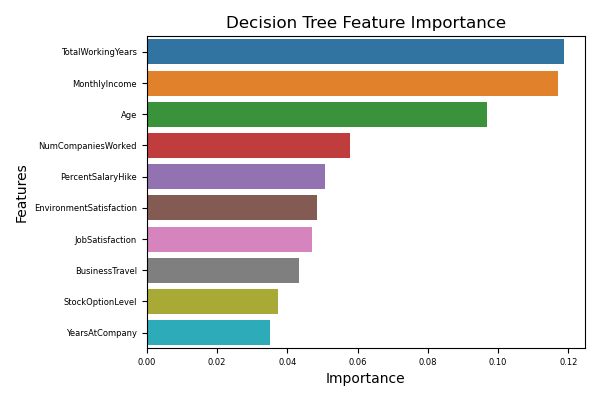 Decision Tree Feature Importance
TotalWorkingYears
MonthlyIncome
Age
NumCompaniesWorked
PercentSalaryHike
EnvironmentSatisfaction
JobSatisfaction
BusinessTravel
StockOptionLevel
YearsAtCompany
Features
0.00 0.02 0.04 0.06 0.08 0.10 0.12
Importance